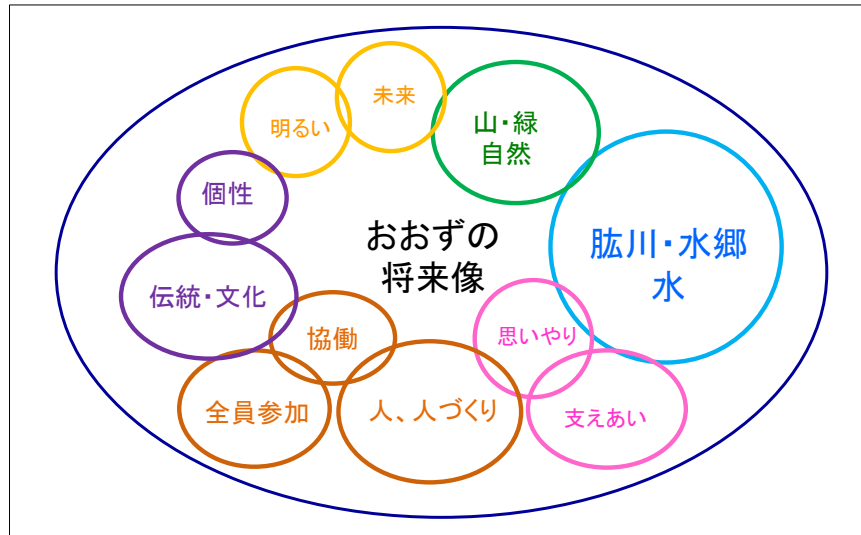 未来
明るい
山・緑
自然
個性
おおずの
将来像
肱川・水郷
水
伝統・文化
協働
思いやり
全員参加
人、人づくり
支えあい